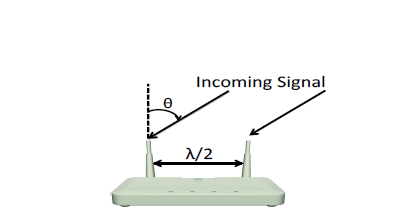 Incoming Signal
θ
λ/2